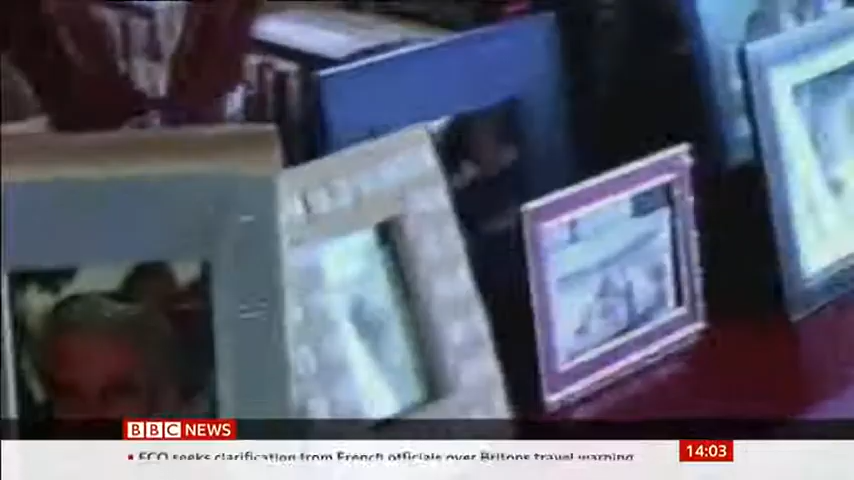 BBC NEWS
FCO seeks clarification from French officials over Britons travel warning
14:03